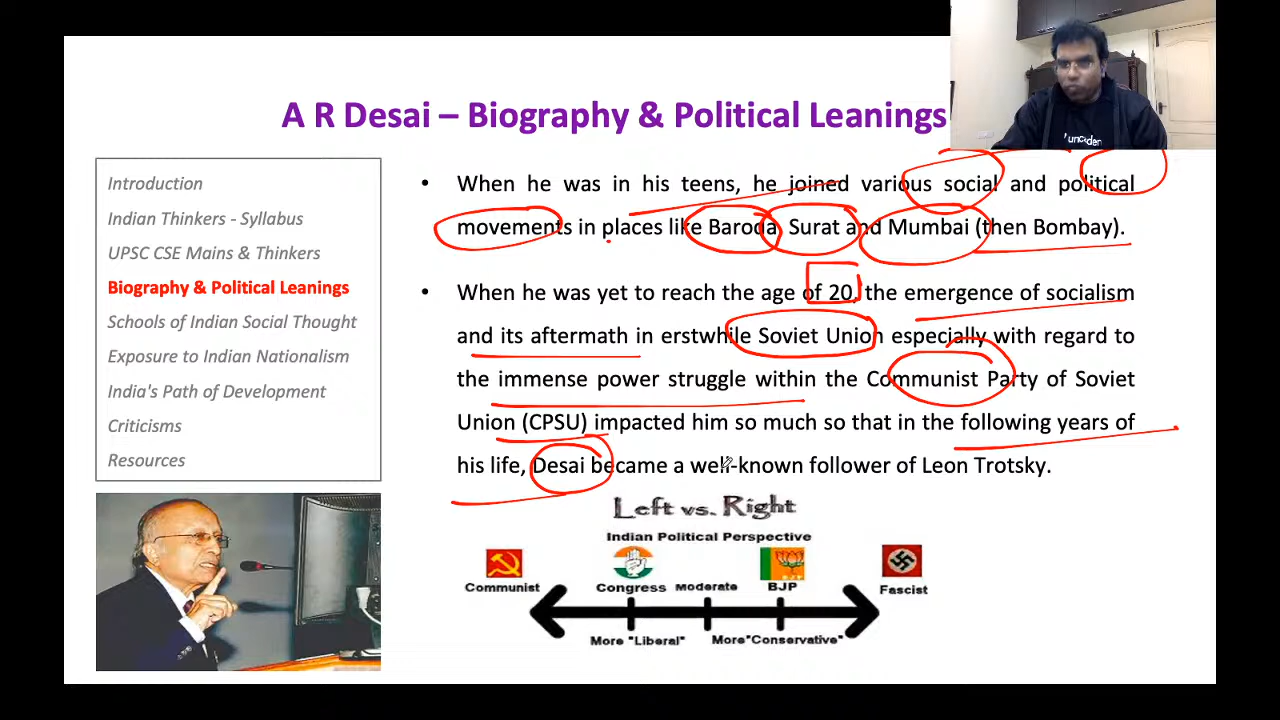 A R Desai – Biography & Political Leanings
Introduction
Indian Thinkers - Syllabus
UPSC CSE Mains & Thinkers
Biography & Political Leanings
Schools of Indian Social Thought
Exposure to Indian Nationalism
India's Path of Development
Criticisms
Resources
• When he was in his teens, he joined various social and political
movements in places like Baroda, Surat and Mumbai (then Bombay).
• When he was yet to reach the age of 20, the emergence of socialism
and its aftermath in erstwhile Soviet Union especially with regard to
the immense power struggle within the Communist Party of Soviet
Union (CPSU) impacted him so much so that in the following years of
his life, Desai became a well-known follower of Leon Trotsky.
Left vs. Right
Indian Political Perspective
Communist Congress Moderate BJP Fascist
More "Liberal" More"Conservative"